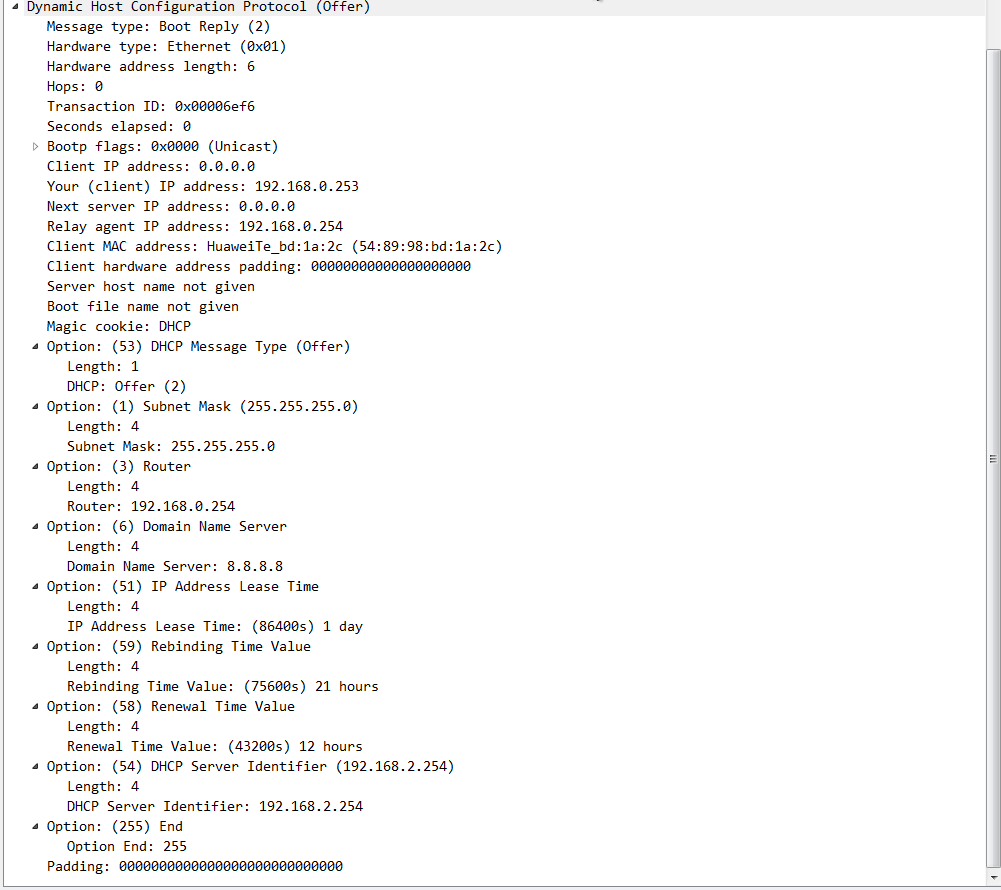 Dynamic Host Configuration Protocol (Offer)
Message type: Boot Reply (2)
Hardware type: Ethernet (0x01)
Hardware address length: 6
Hops: 0
Transaction ID: 0x00006ef6
Seconds elapsed: 0
Bootp flags: 0x0000 (Unicast)
Client IP address: 0.0.0.0
Your (client) IP address: 192.168.0.253
Next server IP address: 0.0.0.0
Relay agent IP address: 192.168.0.254
Client MAC address: HuaweiTe_bd:1a:2c (54:89:98:bd:1a:2c)
Client hardware address padding: 00000000000000000000
Server host name not given
Boot file name not given
Magic cookie: DHCP
Option: (53) DHCP Message Type (Offer)
Length: 1
DHCP: Offer (2)
Option: (1) Subnet Mask (255.255.255.0)
Length: 4
Subnet Mask: 255.255.255.0
Option: (3) Router
Length: 4
Router: 192.168.0.254
Option: (6) Domain Name Server
Length: 4
Domain Name Server: 8.8.8.8
Option: (51) IP Address Lease Time
Length: 4
IP Address Lease Time: (86400s) 1 day
Option: (59) Rebinding Time Value
Length: 4
Rebinding Time Value: (75600s) 21 hours
Option: (58) Renewal Time Value
Length: 4
Renewal Time Value: (43200s) 12 hours
Option: (54) DHCP Server Identifier (192.168.2.254)
Length: 4
DHCP Server Identifier: 192.168.2.254
Option: (255) End
Option End: 255
Padding: 0000000000000000000000000000